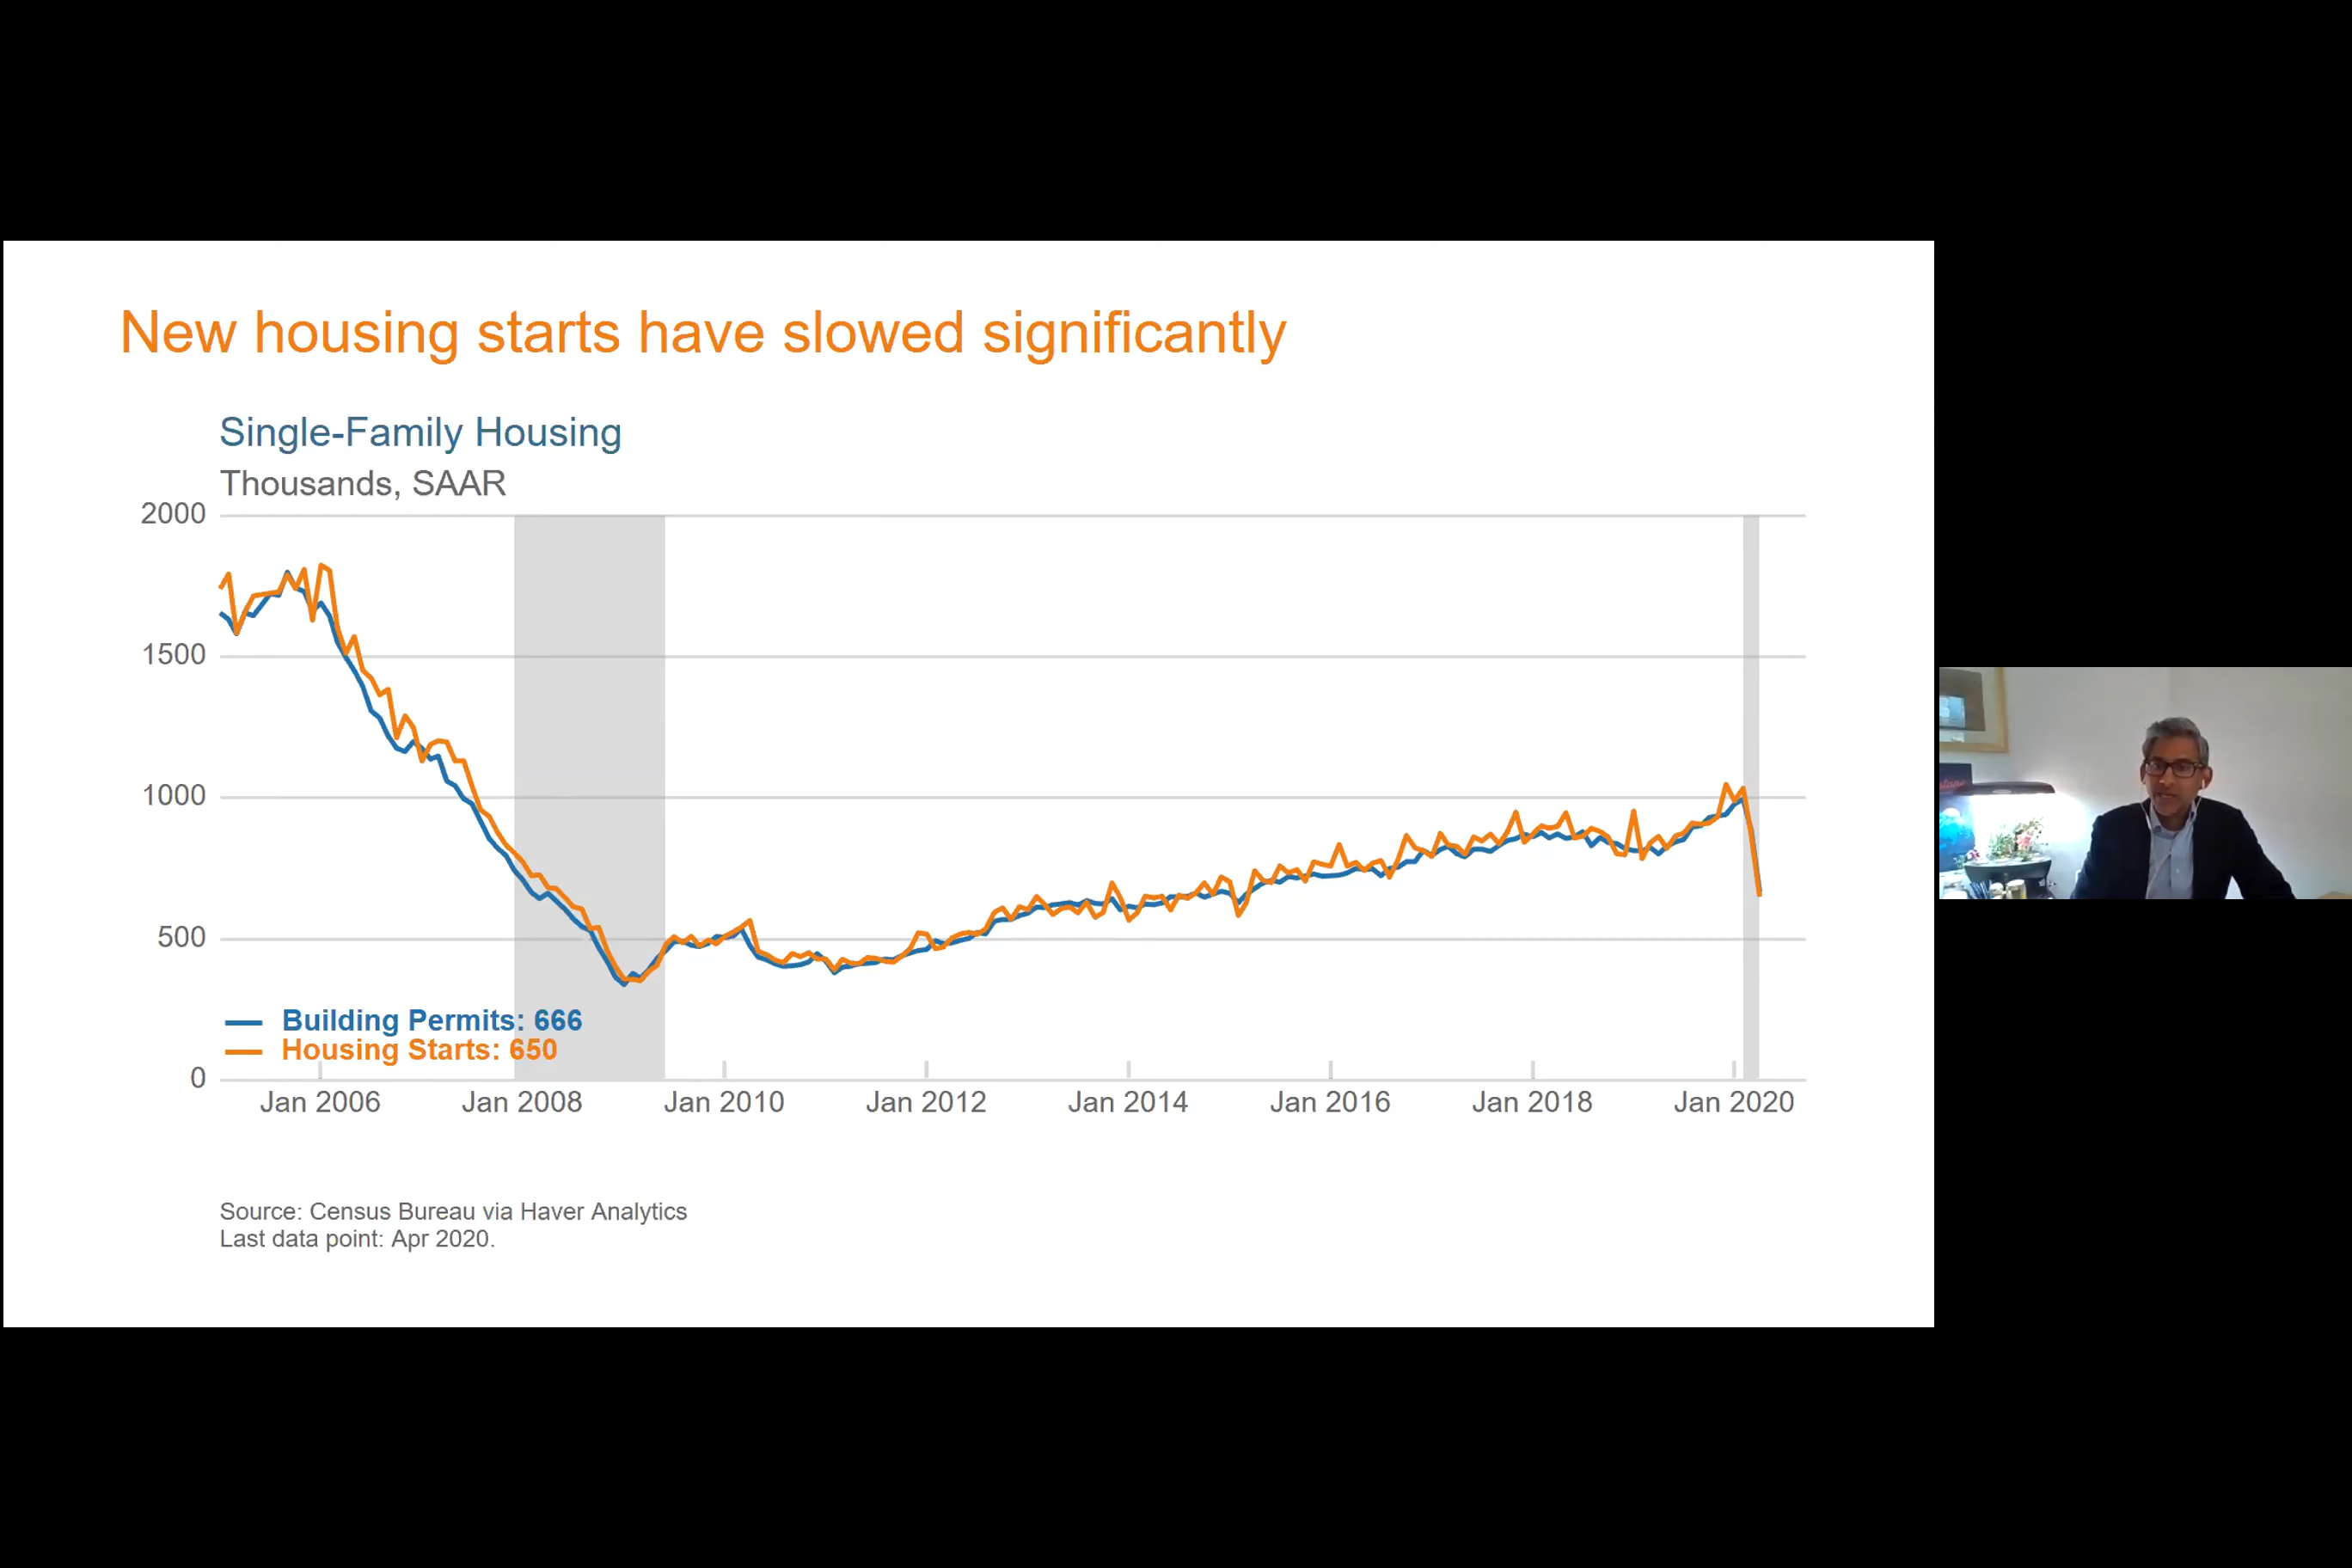 New housing starts have slowed significantly
Single-Family Housing
Thousands, SAAR
2000
1500
1000
500
0
Building Permits: 666
Housing Starts: 650
Jan 2006 Jan 2008 Jan 2010 Jan 2012 Jan 2014 Jan 2016 Jan 2018 Jan 2020
Source: Census Bureau via Haver Analytics
Last data point: Apr 2020.